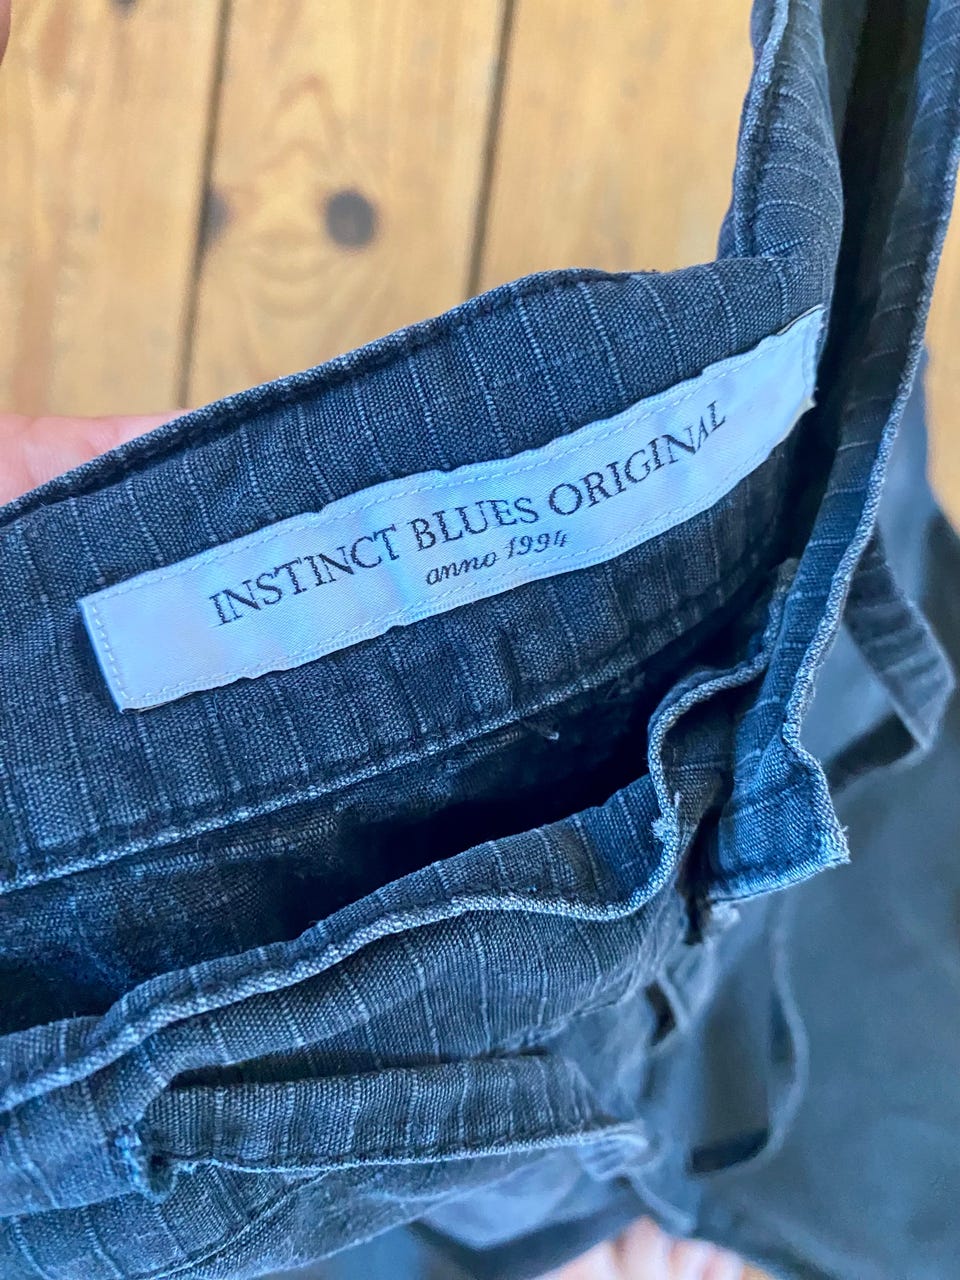 INSTINCT BLUES ORIGINAL
anno 1994